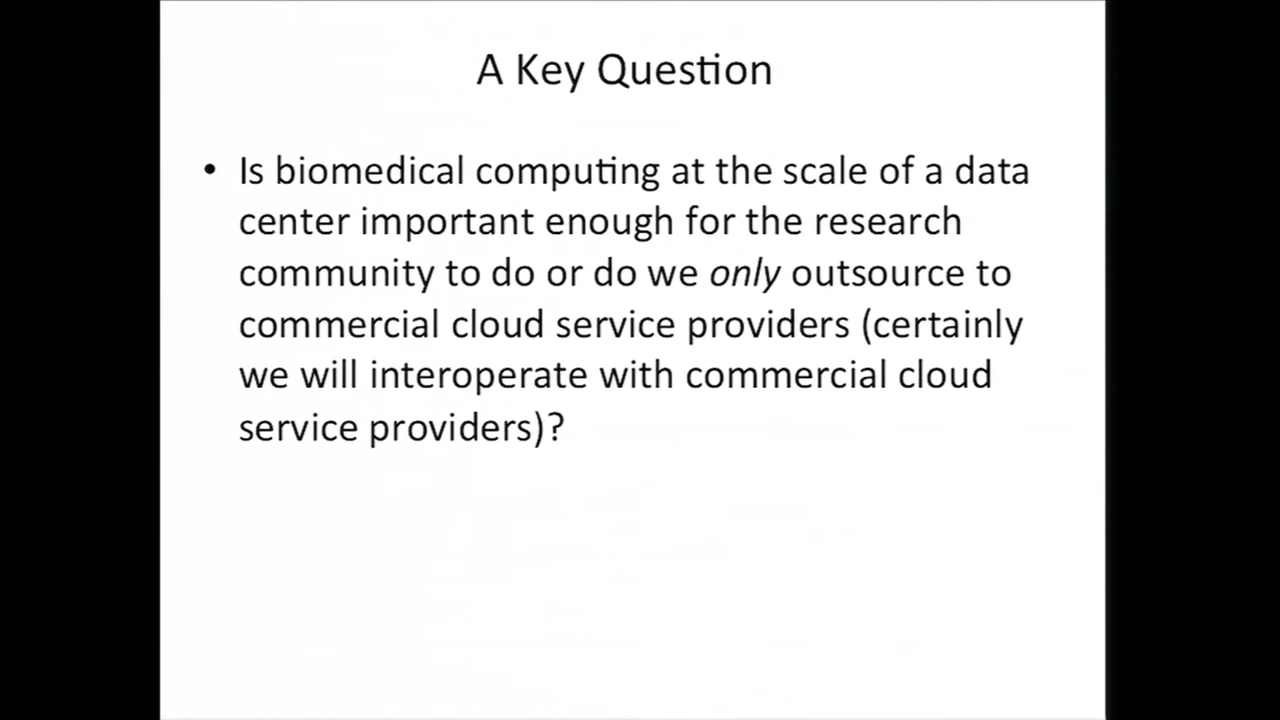 A Key Question
• Is biomedical computing at the scale of a data
center important enough for the research
community to do or do we only outsource to
commercial cloud service providers (certainly
we will interoperate with commercial cloud
service providers)?